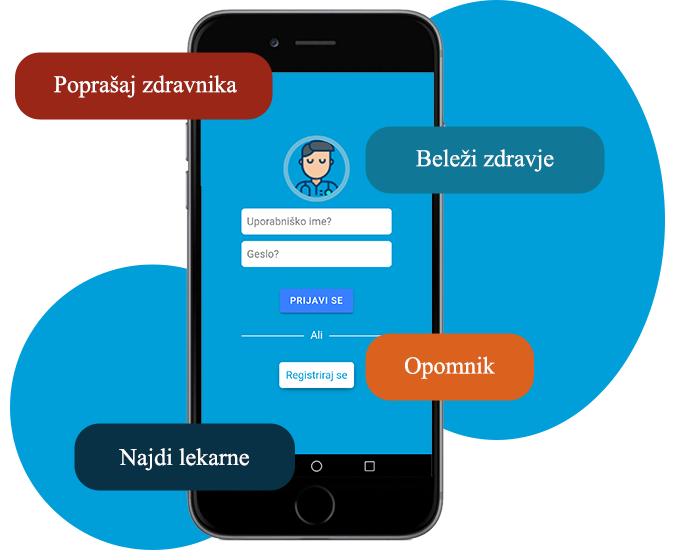 Poprašaj zdravnika
Beleži zdravje
Uporabniško ime?
Geslo?
PRIJAVI SE
Ali
Opomnik
Registriraj se
Najdi lekarne